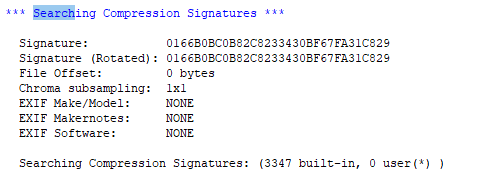 *** Searching Compression Signatures ***
Signature: 0166B0BC0B82C8233430BF67FA31C829
Signature (Rotated): 0166B0BC0B82C8233430BF67FA31C829
File Offset: 0 bytes
Chroma subsampling: 1x1
EXIF Make/Model: NONE
EXIF Makernotes: NONE
EXIF Software: NONE
Searching Compression Signatures: (3347 built-in, 0 user(*) )